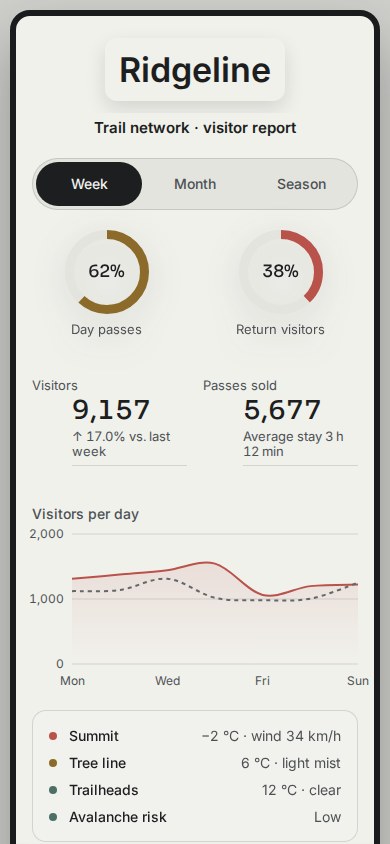 Ridgeline
Trail network · visitor report
Week Month Season
62% 38%
Day passes Return visitors
Visitors Passes sold
9,157 5,677
↑ 17.0% vs. last week Average stay 3 h 12 min
Visitors per day
2,000
1,000
0
Mon Wed Fri Sun
Summit −2 °C · wind 34 km/h
Tree line 6 °C · light mist
Trailheads 12 °C · clear
Avalanche risk Low